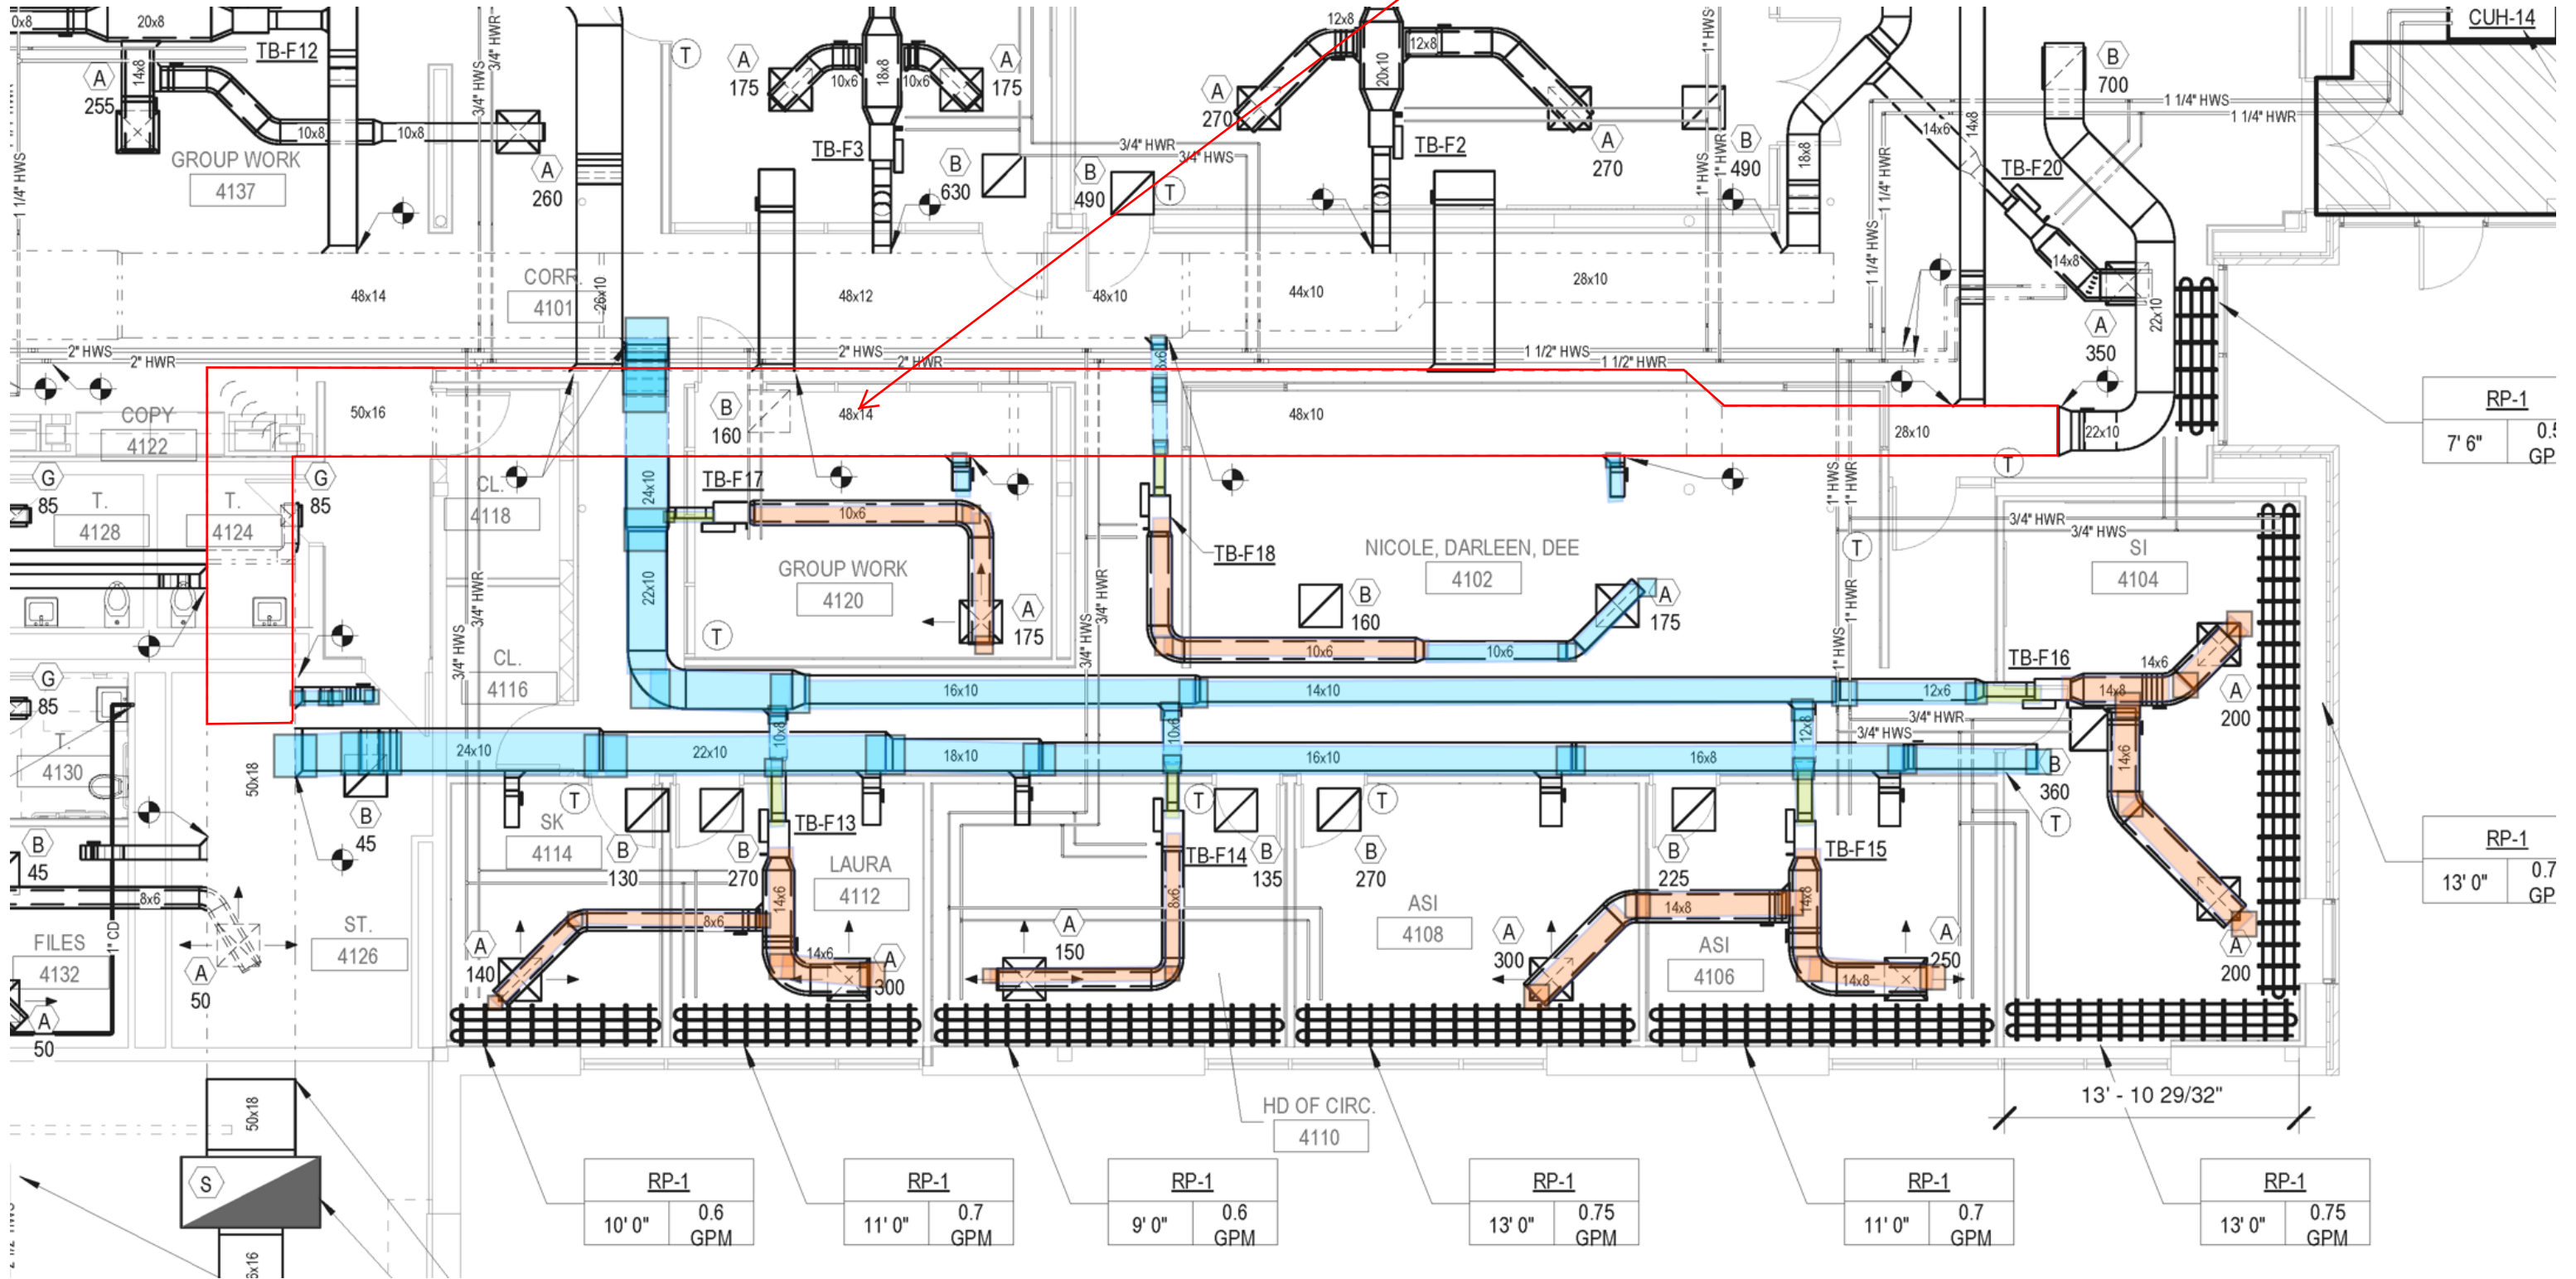 0x8
20x8
TB-F12
14x8
A
255
10x8
10x8
GROUP WORK
4137
A
260
1 1/4" HWS
3/4" HWS
3/4" HWR
T
A
175
10x6
18x8
10x6
A
175
TB-F3
B
630
3/4" HWR
3/4" HWS
B
490
T
12x8
20x10
12x8
A
270
A
270
TB-F2
B
490
1" HWS
1" HWR
1" HWS
1" HWR
18x8
14x6
14x8
TB-F20
14x8
B
700
1 1/4" HWS
1 1/4" HWR
1 1/4" HWS
1 1/4" HWR
CUH-14
22x10
A
350
48x14
CORR.
4101
26x10
48x12
48x10
44x10
28x10
2" HWS
2" HWR
2" HWS
2" HWR
1 1/2" HWS
1 1/2" HWR
8x6
COPY
4122
50x16
B
160
48x14
48x10
28x10
22x10
RP-1
7' 6"
G
85
T.
4128
T.
4124
G
85
CL.
4118
24x10
TB-F17
10x6
22x10
GROUP WORK
4120
A
175
T
TB-F18
NICOLE, DARLEEN, DEE
4102
B
160
A
175
10x6
10x6
1" HWS
1" HWR
T
T
3/4" HWR
3/4" HWS
SI
4104
3/4" HWS
3/4" HWR
3/4" HWS
3/4" HWR
1" HWS
1" HWR
CL.
4116
G
85
T.
4130
16x10
14x10
12x6
TB-F16
14x8
14x6
A
200
3/4" HWR
3/4" HWS
14x6
24x10
22x10
10x8
18x10
10x6
16x10
12x8
16x8
B
360
50x18
B
45
B
45
T
SK
4114
B
130
B
270
TB-F13
LAURA
4112
14x6
8x6
14x6
A
300
A
140
T
TB-F14
B
135
8x6
A
150
T
B
270
ASI
4108
A
300
B
225
14x8
14x8
TB-F15
ASI
4106
14x8
A
250
T
A
200
RP-1
13' 0"
8x6
1" CD
FILES
4132
A
50
A
50
ST.
4126
50x18
S
13' - 10 29/32"
HD OF CIRC.
4110
RP-1
10' 0"
0.6
GPM
RP-1
11' 0"
0.7
GPM
RP-1
9' 0"
0.6
GPM
RP-1
13' 0"
0.75
GPM
RP-1
11' 0"
0.7
GPM
RP-1
13' 0"
0.75
GPM